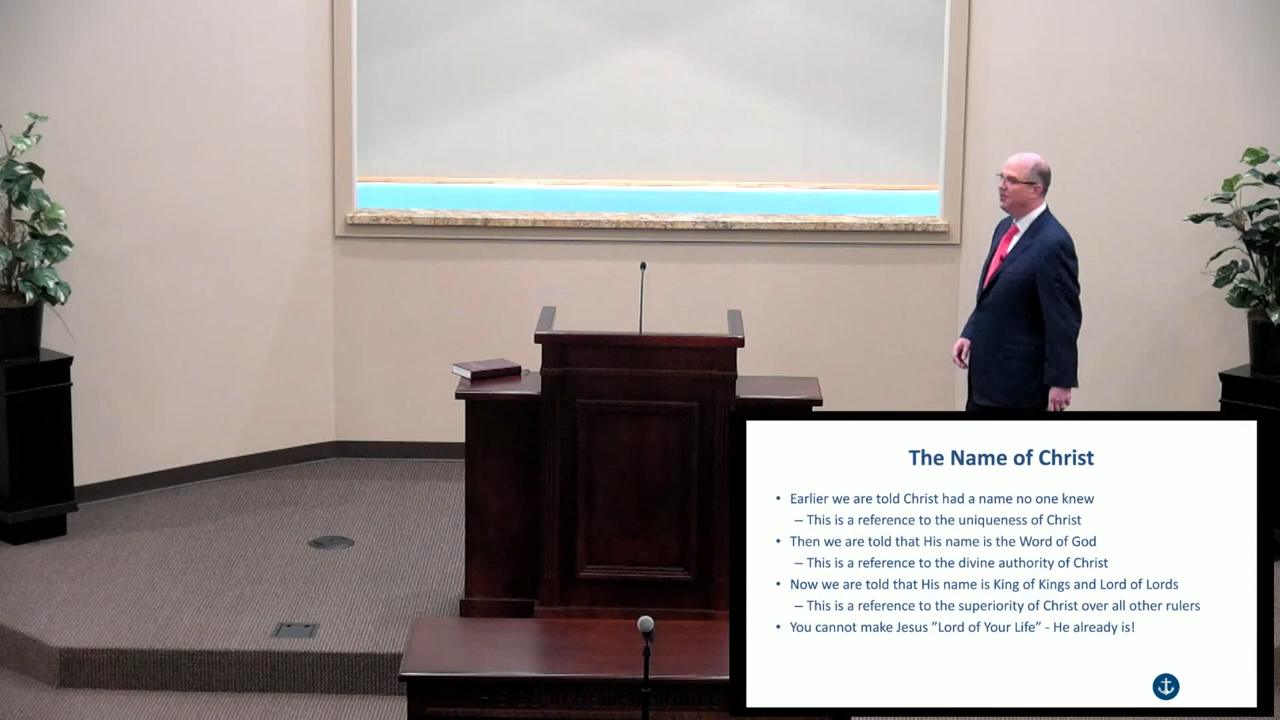 The Name of Christ
• Earlier we are told Christ had a name no one knew
– This is a reference to the uniqueness of Christ
• Then we are told that His name is the Word of God
– This is a reference to the divine authority of Christ
• Now we are told that His name is King of Kings and Lord of Lords
– This is a reference to the superiority of Christ over all other rulers
• You cannot make Jesus ”Lord of Your Life” - He already is!